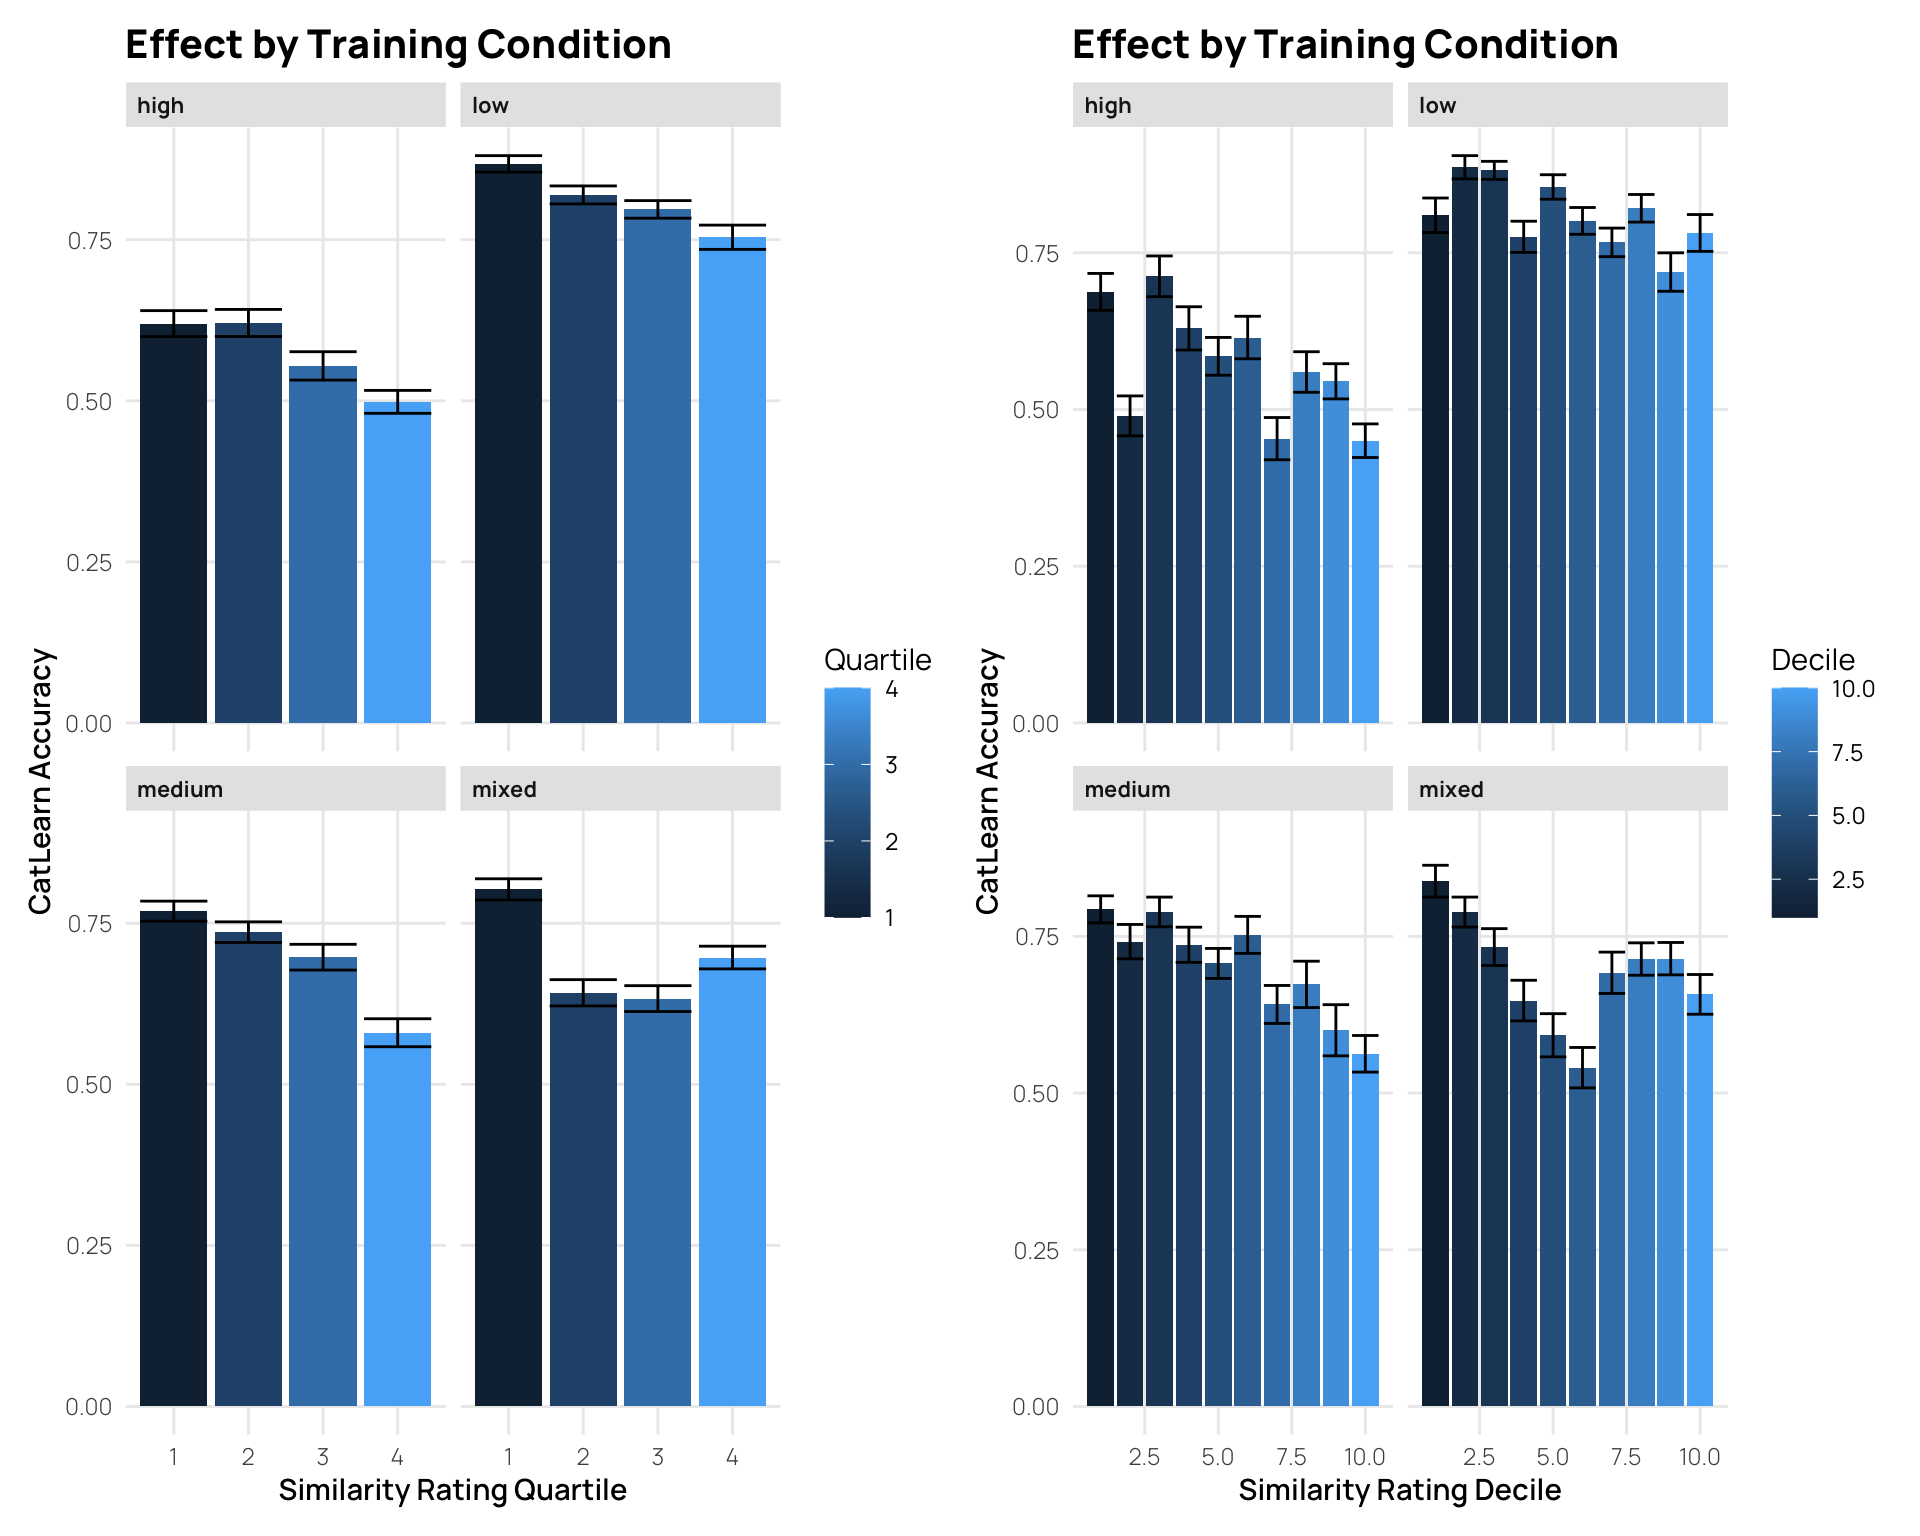 Effect by Training Condition
high
low
0.75
0.50
0.25
0.00
medium
mixed
0.75
0.50
0.25
0.00
1
2
3
4
1
2
3
4
Similarity Rating Quartile
CatLearn Accuracy
Quartile
4
3
2
1
Effect by Training Condition
high
low
0.75
0.50
0.25
0.00
medium
mixed
0.75
0.50
0.25
0.00
2.5
5.0
7.5
10.0
2.5
5.0
7.5
10.0
Similarity Rating Decile
CatLearn Accuracy
Decile
10.0
7.5
5.0
2.5